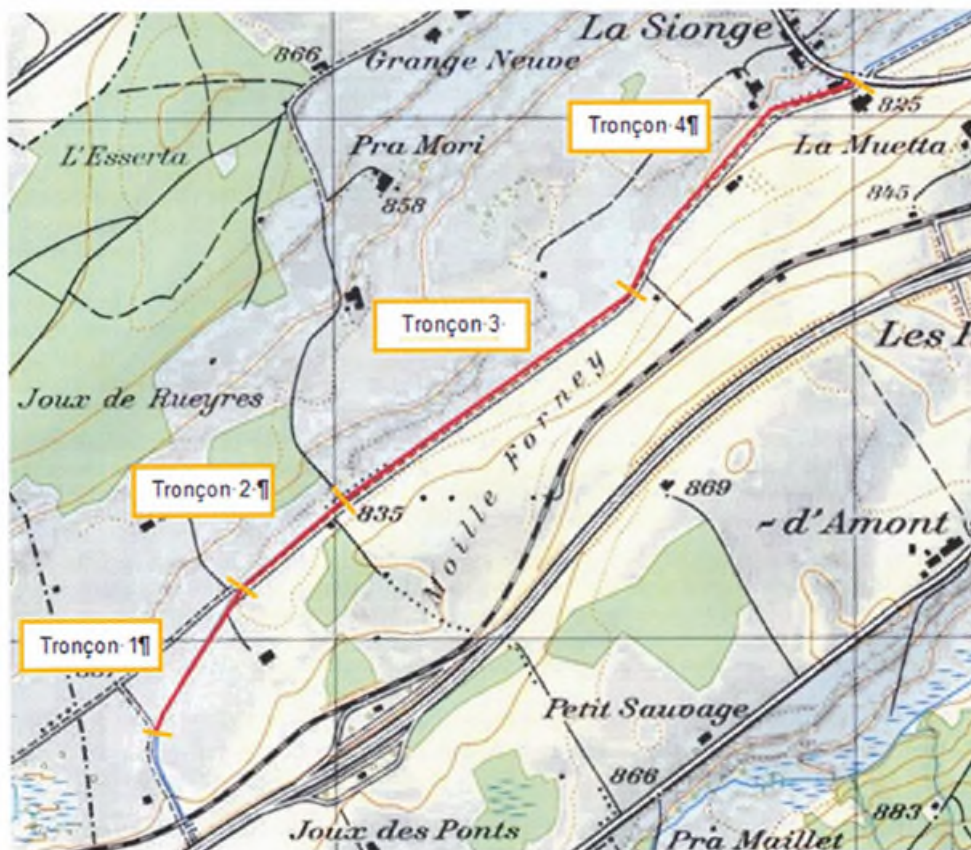 La Sionge
866
Grange Neuve
825
Tronçon·4¶
L'Esserta
Pra Mori
La Muetta
858
845
Tronçon·3·
Les
Joux de Rueyres
Moille Forney
Tronçon·2·¶
835
869
d'Amont
Tronçon·1¶
Petit Sauvage
866
Joux des Ponts
883
Prà Maillet